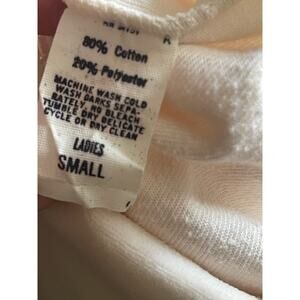 80% Cotton
20% Polyester
MACHINE WASH COLD
WASH DARKS SEPA
RATELY, NO BLEACH
TUMBLE DRY DELICATE
CYCLE OR DRY CLEAN
LADIES
SMALL